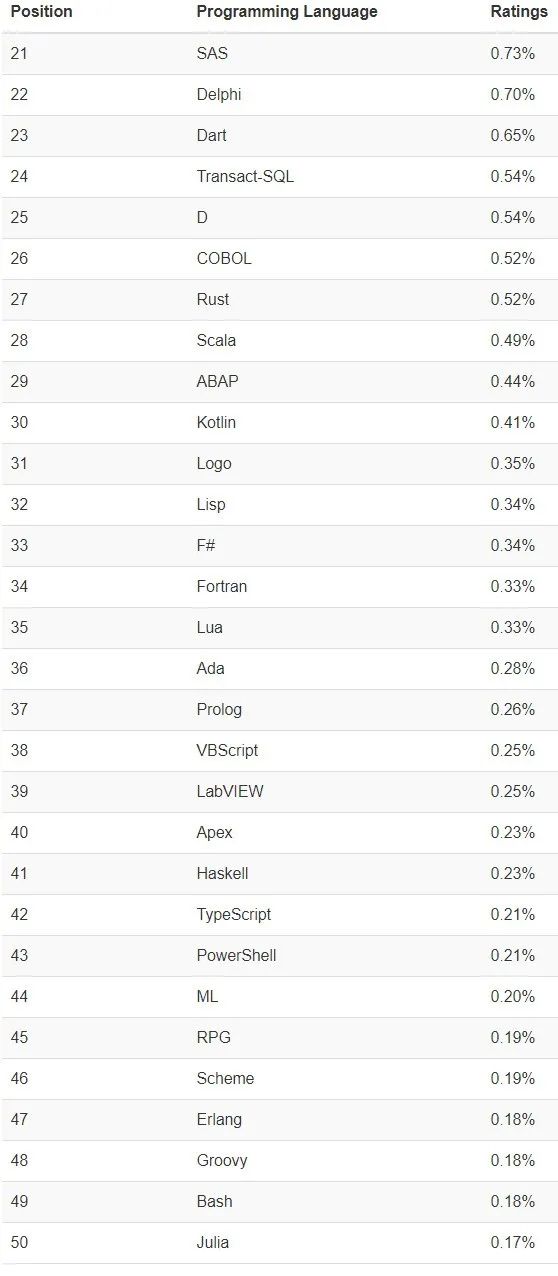 Position Programming Language Ratings
21 SAS 0.73%
22 Delphi 0.70%
23 Dart 0.65%
24 Transact-SQL 0.54%
25 D 0.54%
26 COBOL 0.52%
27 Rust 0.52%
28 Scala 0.49%
29 ABAP 0.44%
30 Kotlin 0.41%
31 Logo 0.35%
32 Lisp 0.34%
33 F# 0.34%
34 Fortran 0.33%
35 Lua 0.33%
36 Ada 0.28%
37 Prolog 0.26%
38 VBScript 0.25%
39 LabVIEW 0.25%
40 Apex 0.23%
41 Haskell 0.23%
42 TypeScript 0.21%
43 PowerShell 0.21%
44 ML 0.20%
45 RPG 0.19%
46 Scheme 0.19%
47 Erlang 0.18%
48 Groovy 0.18%
49 Bash 0.18%
50 Julia 0.17%